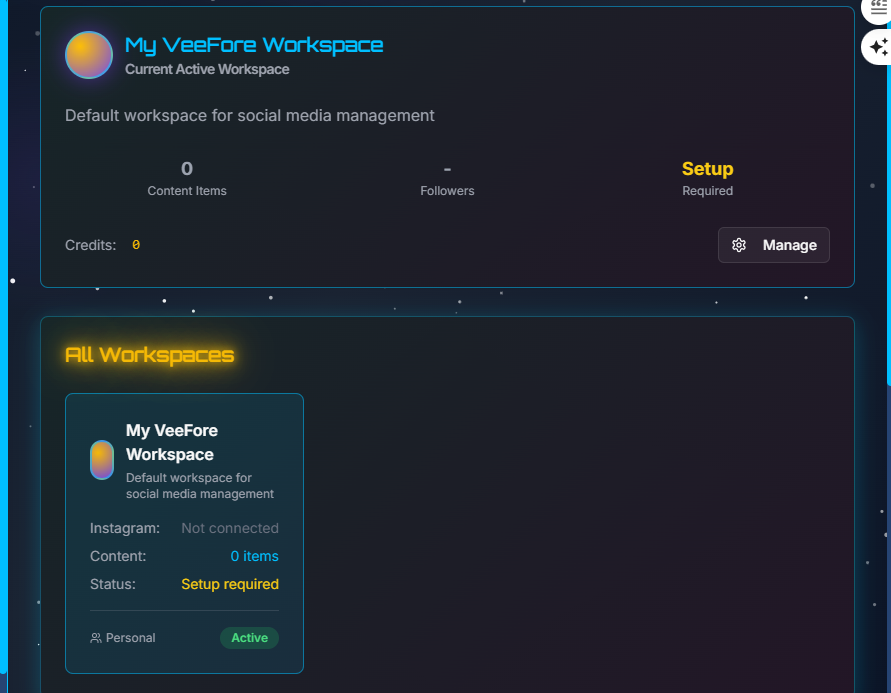 My VeeFore Workspace
Current Active Workspace
Default workspace for social media management
0
Content Items
-
Followers
Setup
Required
Credits: 0
Manage
All Workspaces
My VeeFore
Workspace
Default workspace for
social media management
Instagram: Not connected
Content: 0 items
Status: Setup required
Personal
Active